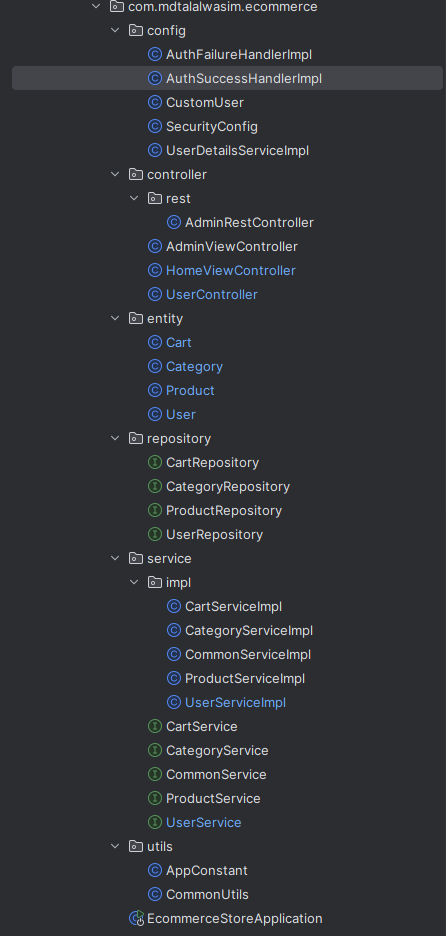 com.mdtalalwasim.ecommerce
config
AuthFailureHandlerImpl
AuthSuccessHandlerImpl
CustomUser
SecurityConfig
UserDetailsServiceImpl
controller
rest
AdminRestController
AdminViewController
HomeViewController
UserController
entity
Cart
Category
Product
User
repository
CartRepository
CategoryRepository
ProductRepository
UserRepository
service
impl
CartServiceImpl
CategoryServiceImpl
CommonServiceImpl
ProductServiceImpl
UserServiceImpl
CartService
CategoryService
CommonService
ProductService
UserService
utils
AppConstant
CommonUtils
EcommerceStoreApplication